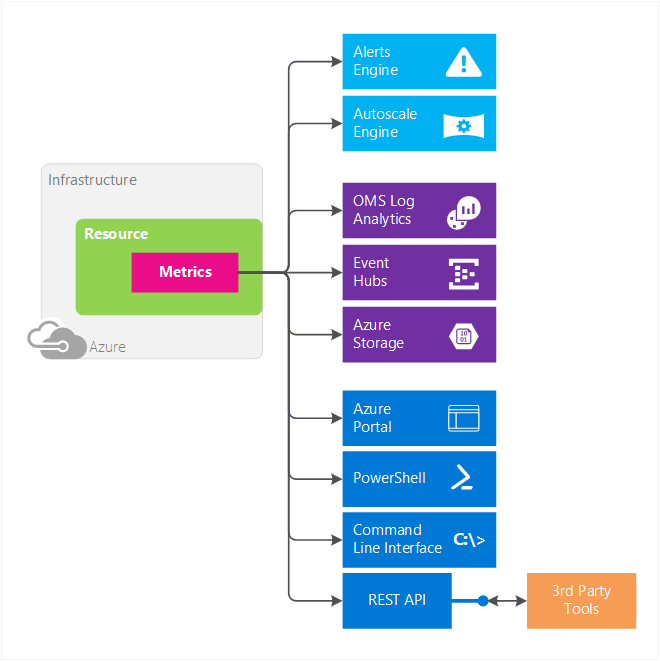 Alerts
Engine
Autoscale
Engine
Infrastructure
Resource
Metrics
Azure
OMS Log
Analytics
Event
Hubs
Azure
Storage
10
01
Azure
Portal
PowerShell
Command
Line Interface
C:\>
REST API
3rd Party
Tools